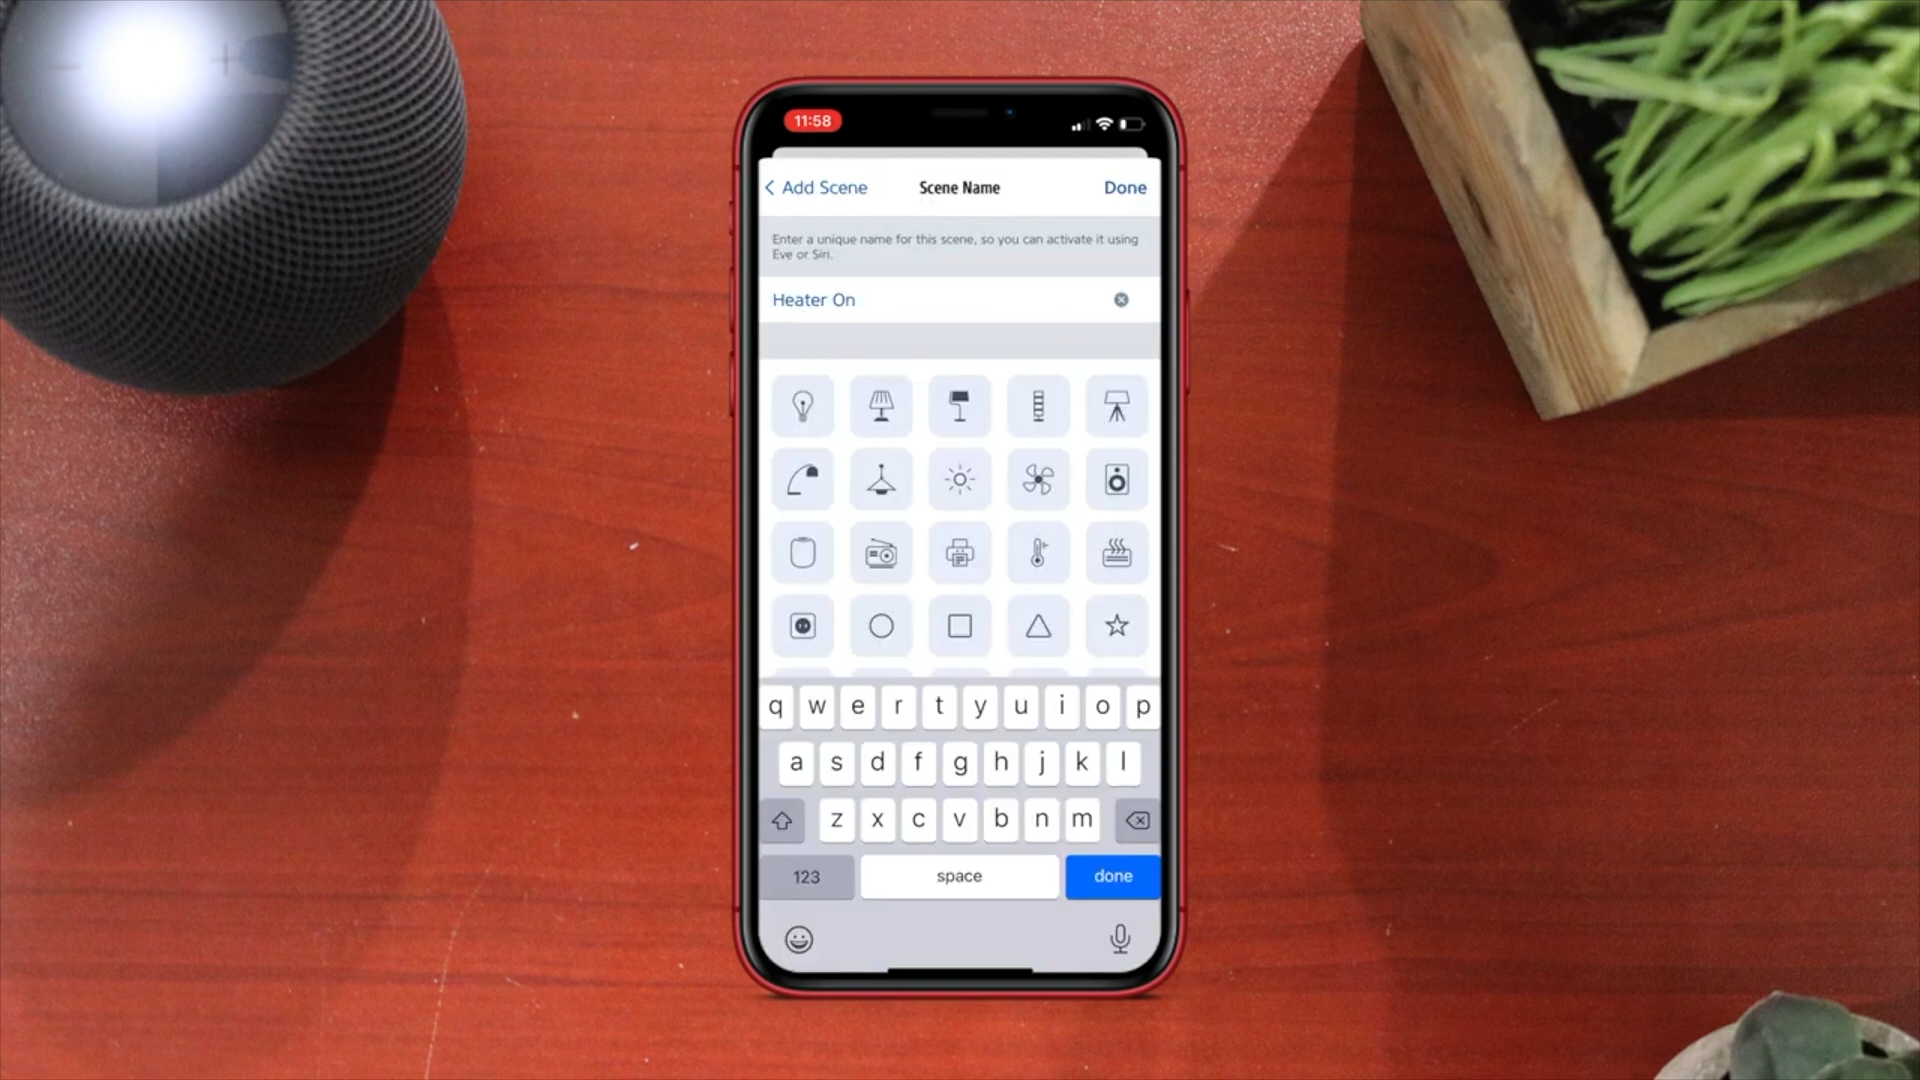 11:58
Add Scene
Scene Name
Done
Enter a unique name for this scene, so you can activate it using
Eve or Siri.
Heater On
q w e r t y u i o p
a s d f g h j k l
z x c v b n m
123
space
done